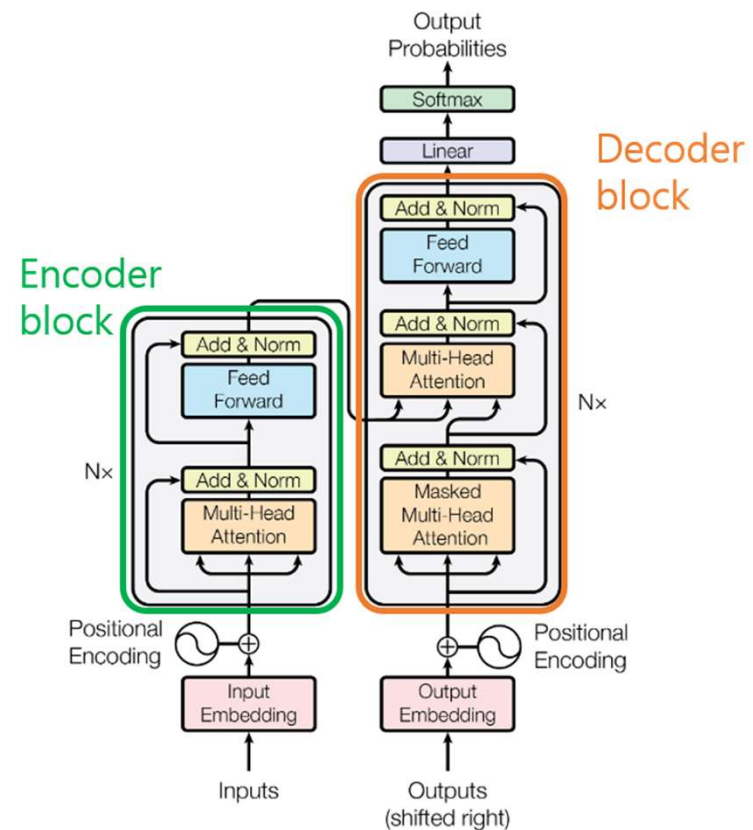 Output
Probabilities
Softmax
Linear
Decoder
block
Add & Norm
Feed
Forward
Add & Norm
Multi-Head
Attention
N×
Add & Norm
Masked
Multi-Head
Attention
Encoder
block
Add & Norm
Feed
Forward
N×
Add & Norm
Multi-Head
Attention
Positional
Encoding
Positional
Encoding
Input
Embedding
Output
Embedding
Inputs
Outputs
(shifted right)